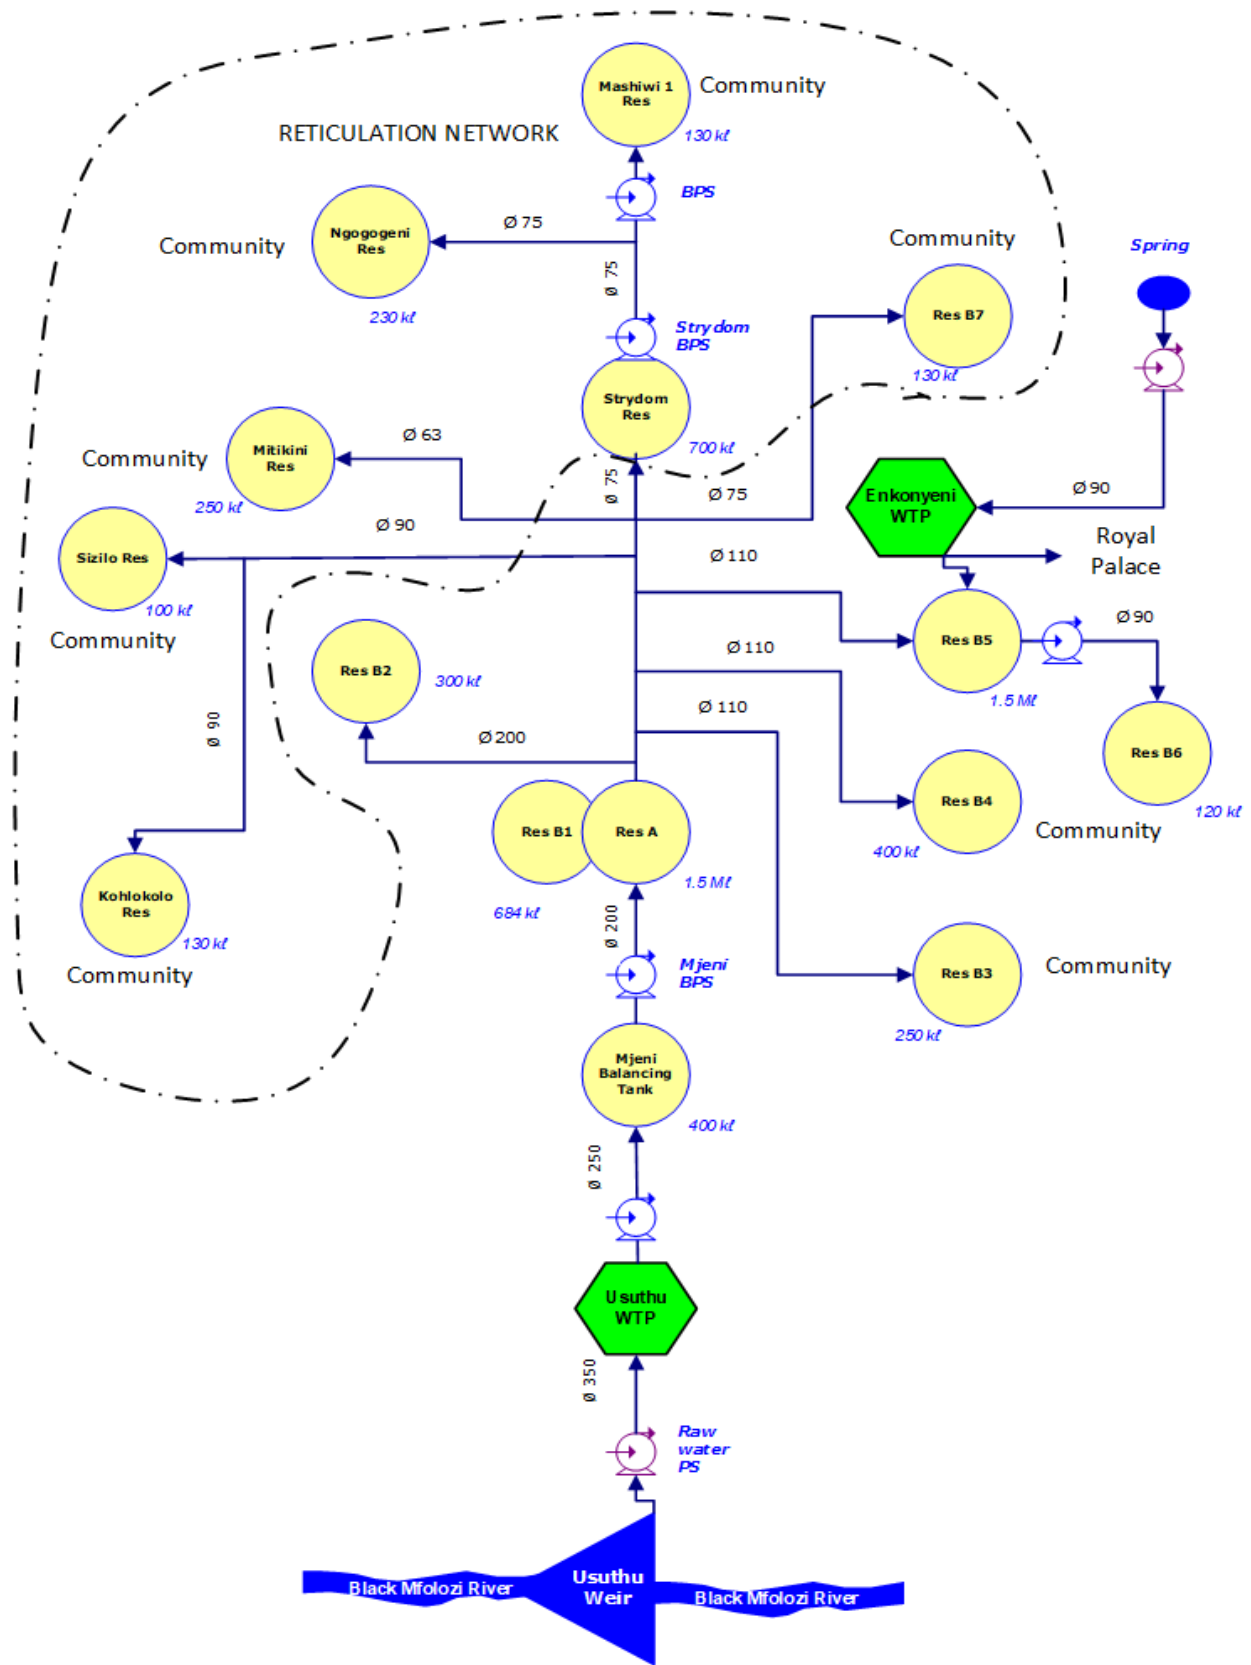 Mashiwi 1
Res
Community
130 kℓ
RETICULATION NETWORK
BPS
Ngogogeni
Res
Community
230 kℓ
Ø 75
Ø 75
Strydom
BPS
Community
Res B7
130 kℓ
Spring
Strydom
Res
700 kℓ
Community
Mitikini
Res
250 kℓ
Ø 63
Ø 75
Ø 75
Enkonyeni
WTP
Ø 90
Royal
Palace
Ø 90
Sizilo Res
100 kℓ
Community
Ø 110
Res B5
1.5 Mℓ
Ø 90
Res B2
300 kℓ
Ø 110
Ø 90
Ø 200
Ø 110
Res B6
120 kℓ
Res B1
684 kℓ
Res A
1.5 Mℓ
Res B4
400 kℓ
Community
Kohlokolo
Res
130 kℓ
Community
Ø 200
Mjeni
BPS
Res B3
250 kℓ
Community
Mjeni
Balancing
Tank
400 kℓ
Ø 250
Usuthu
WTP
Ø 350
Raw
water
PS
Usuthu
Weir
Black Mfolozi River
Black Mfolozi River